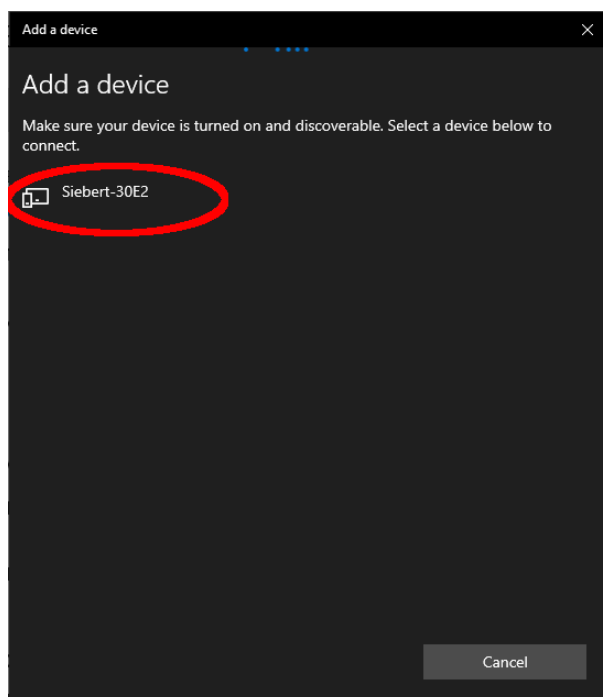 Add a device
Add a device
Make sure your device is turned on and discoverable. Select a device below to
connect.
Siebert-30E2
Cancel